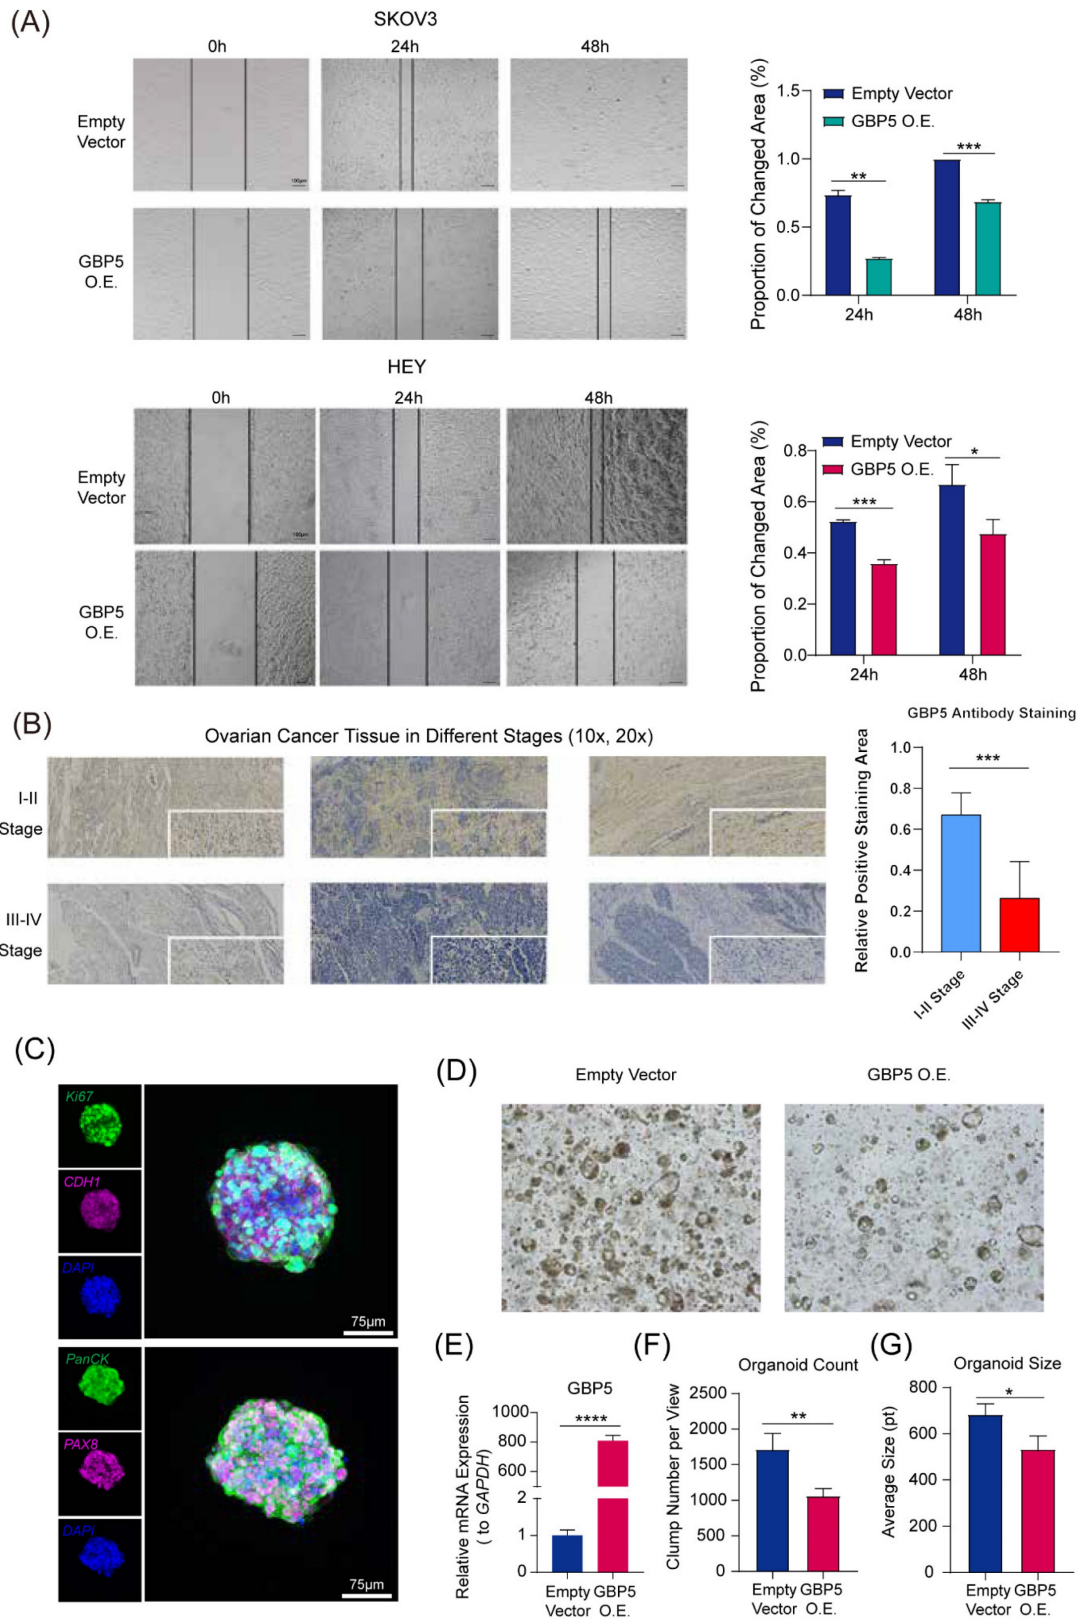 (A)
SKOV3
0h 24h 48h
Empty
Vector
100μm
GBP5
O.E.
Proportion of Changed Area (%)
1.5
1.0
0.5
0.0
Empty Vector
GBP5 O.E.
**
***
24h 48h
HEY
0h 24h 48h
Empty
Vector
100μm
GBP5
O.E.
Proportion of Changed Area (%)
0.8
0.6
0.4
0.2
0.0
Empty Vector
GBP5 O.E.
***
*
24h 48h
(B)
Ovarian Cancer Tissue in Different Stages (10x, 20x)
I-II
Stage
III-IV
Stage
GBP5 Antibody Staining
Relative Positive Staining Area
1.0
0.8
0.6
0.4
0.2
0.0
***
I-II Stage
III-IV Stage
(C)
Ki67
CDH1
DAPI
75μm
PanCK
PAX8
DAPI
75μm
(D)
Empty Vector GBP5 O.E.
(E)
GBP5
Relative mRNA Expression
( to GAPDH)
1000
800
600
2
1
0
****
Empty GBP5
Vector O.E.
(F)
Organoid Count
Clump Number per View
2500
2000
1500
1000
500
0
**
Empty GBP5
Vector O.E.
(G)
Organoid Size
Average Size (pt)
800
600
400
200
0
*
Empty GBP5
Vector O.E.